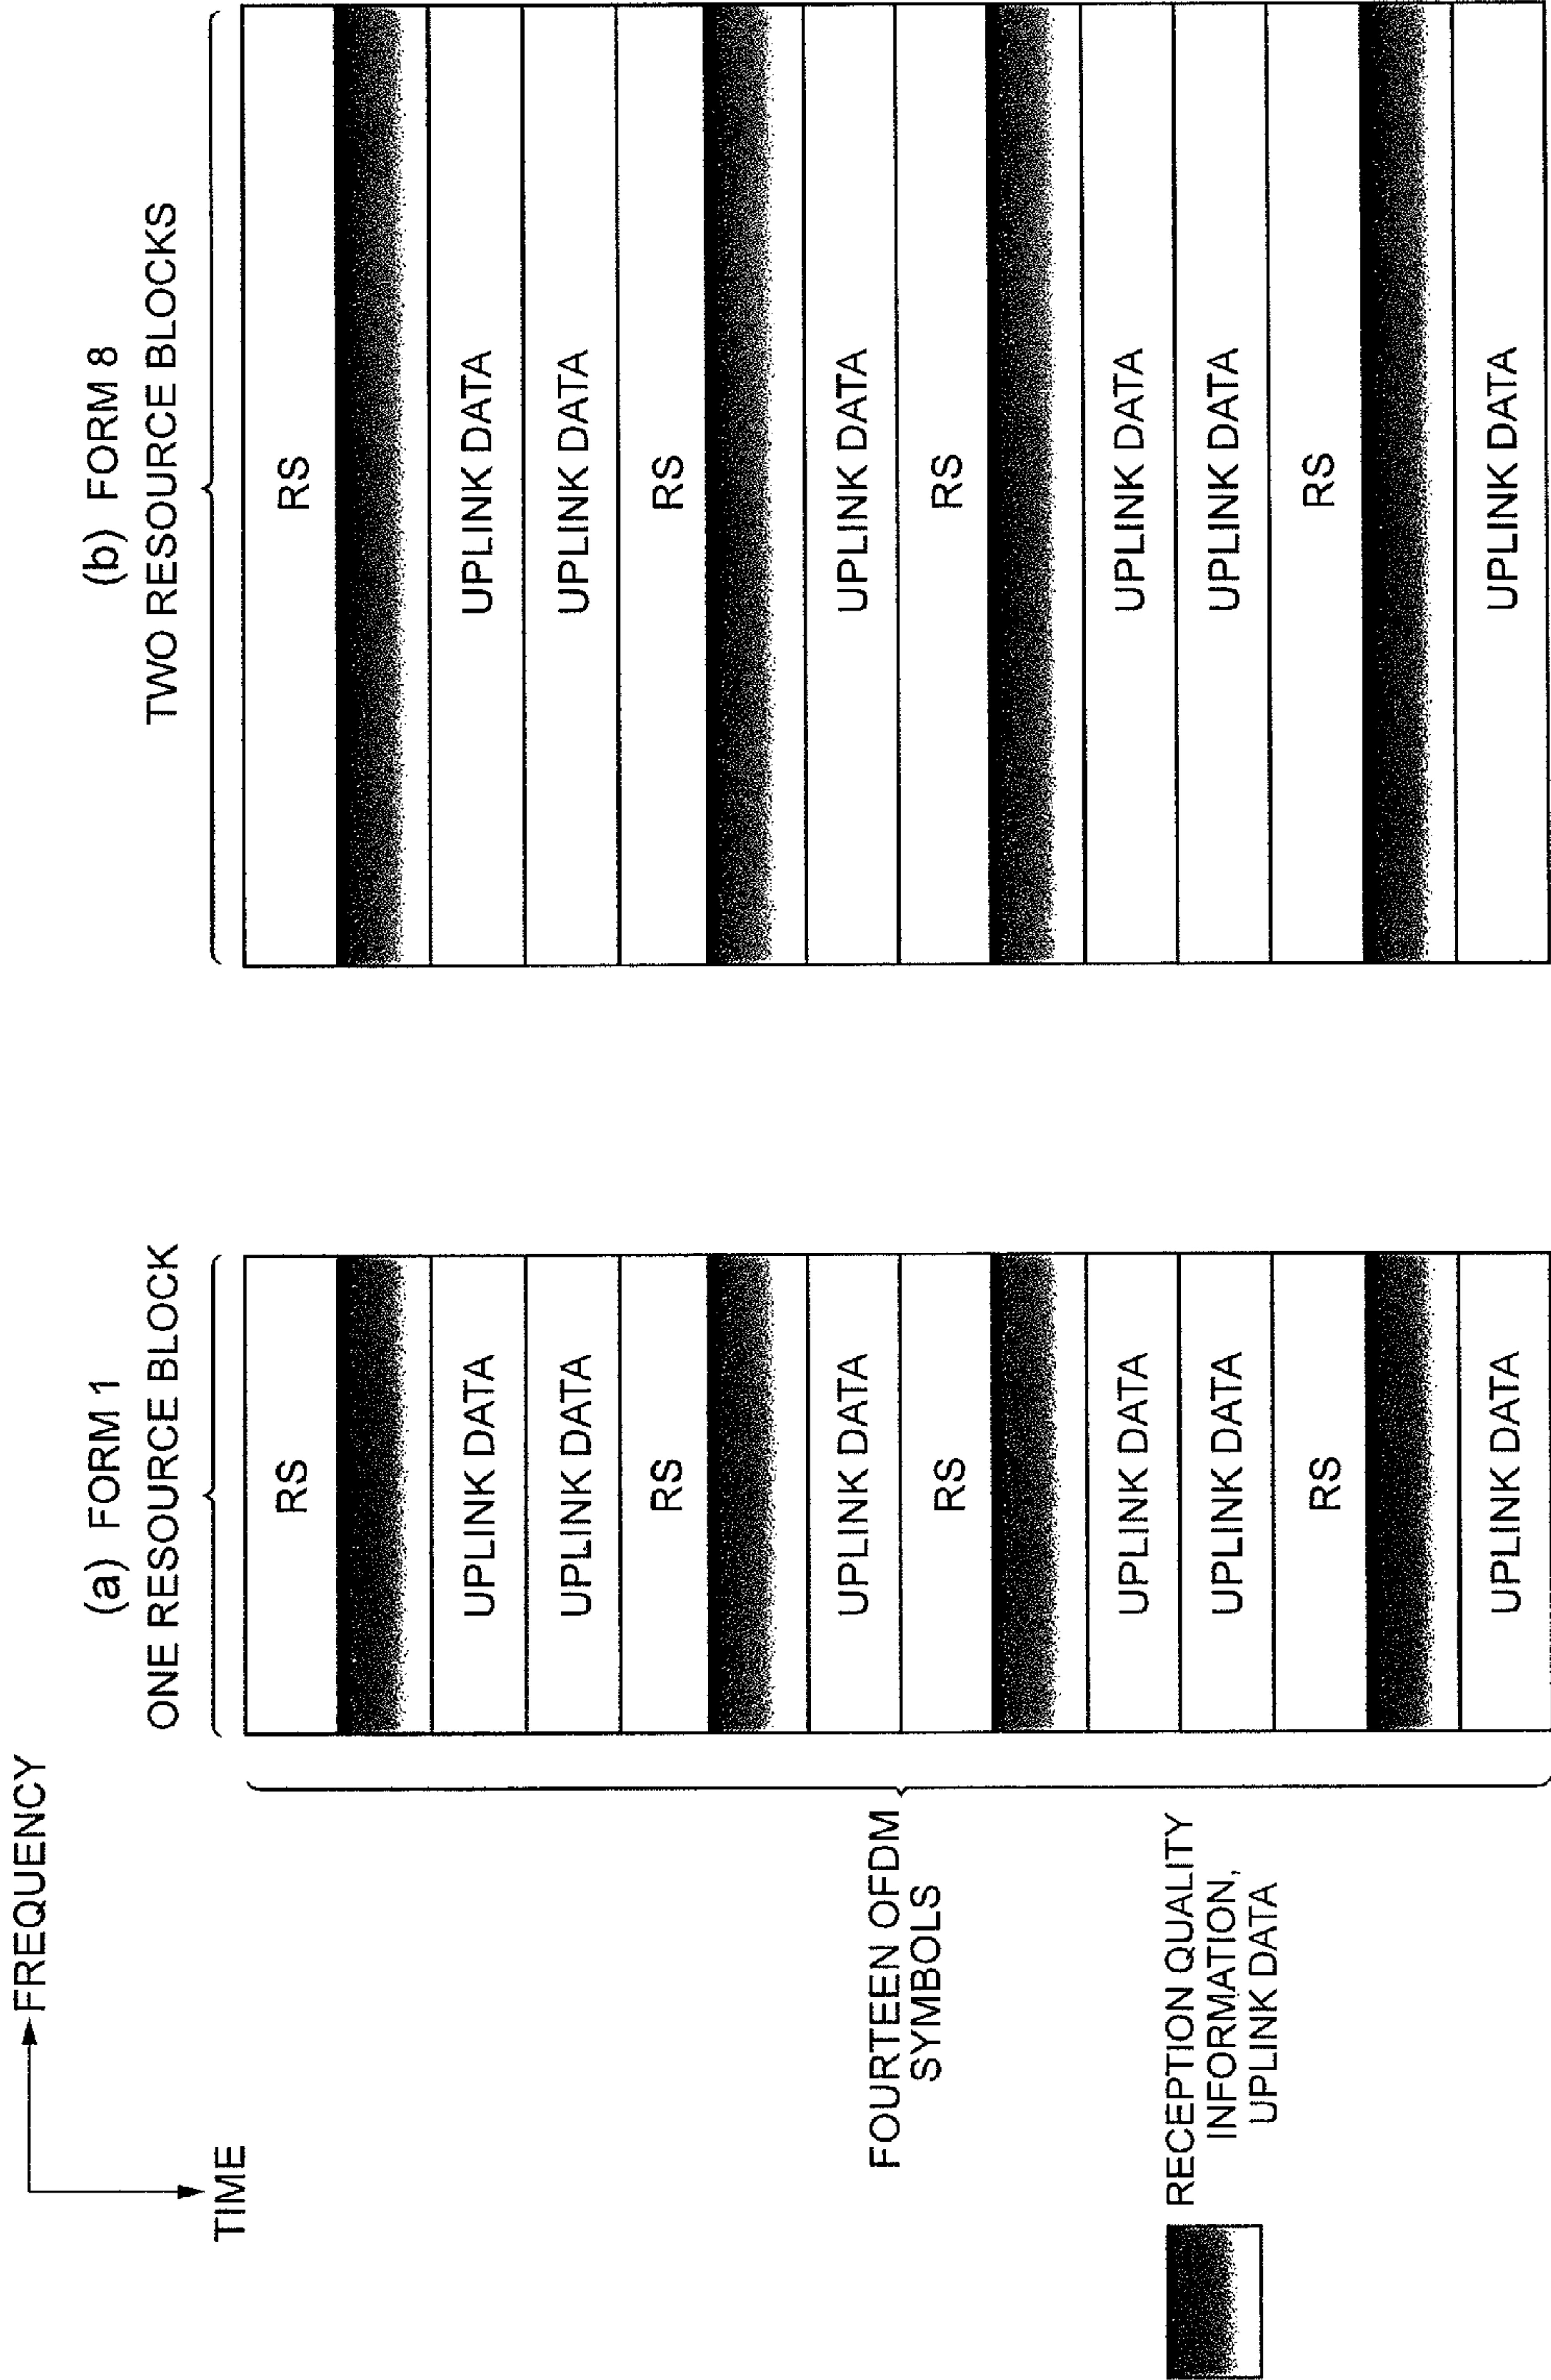 FREQUENCY
TIME
(a) FORM 1
ONE RESOURCE BLOCK
RS
UPLINK DATA
UPLINK DATA
RS
UPLINK DATA
RS
UPLINK DATA
UPLINK DATA
RS
UPLINK DATA
FOURTEEN OFDM
SYMBOLS
RECEPTION QUALITY
INFORMATION,
UPLINK DATA
(b) FORM 8
TWO RESOURCE BLOCKS
RS
UPLINK DATA
UPLINK DATA
RS
UPLINK DATA
RS
UPLINK DATA
UPLINK DATA
RS
UPLINK DATA